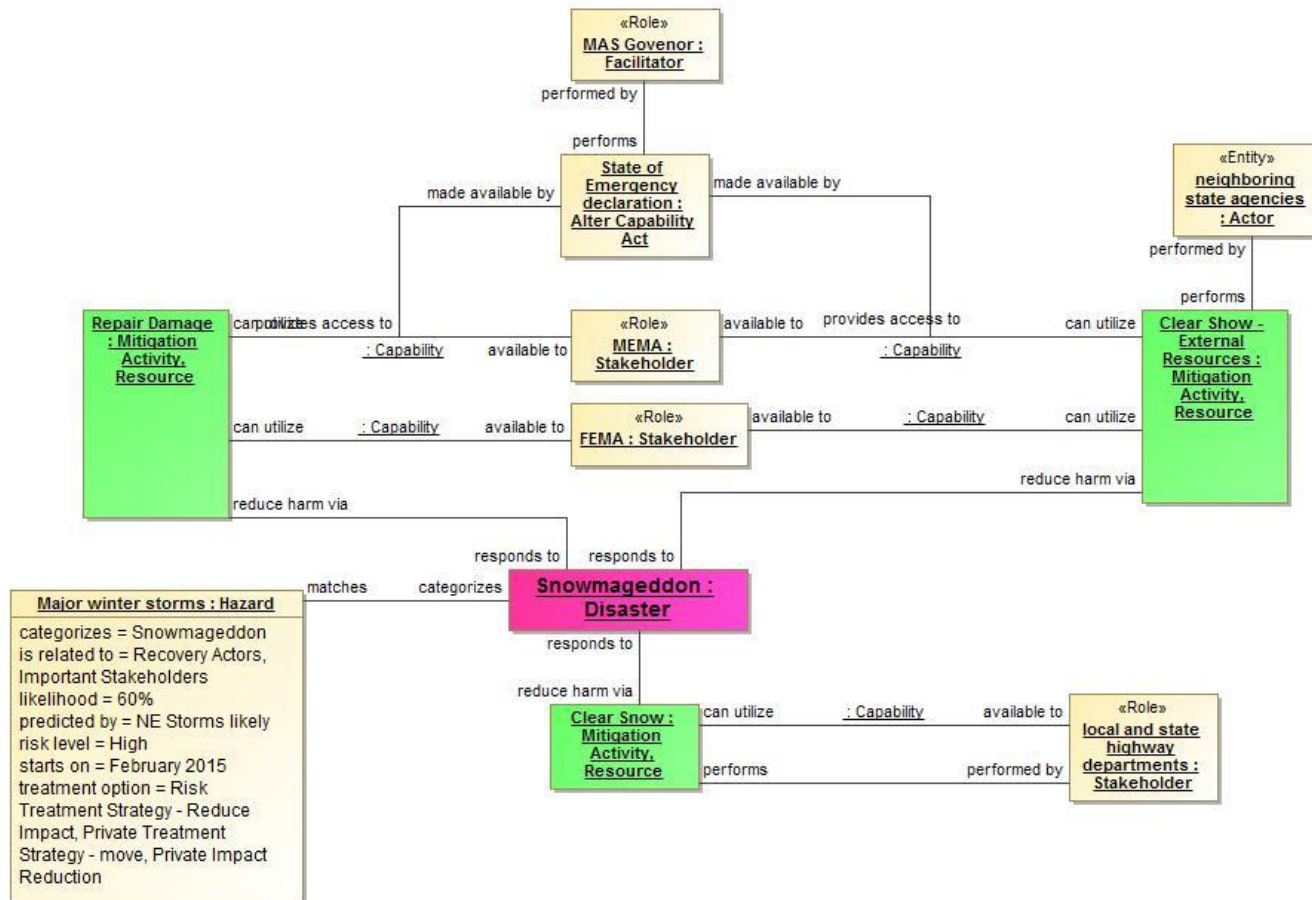 «Role»
MAS Govenor :
Facilitator
performed by
performs
State of
Emergency
declaration :
Alter Capability
Act
made available by
made available by
«Entity»
neighboring
state agencies
: Actor
performed by
performs
Repair Damage
: Mitigation
Activity,
Resource
can utilize
provides access to
: Capability
available to
«Role»
MEMA :
Stakeholder
available to
provides access to
: Capability
can utilize
Clear Show -
External
Resources :
Mitigation
Activity,
Resource
can utilize
: Capability
available to
«Role»
FEMA : Stakeholder
available to
: Capability
can utilize
reduce harm via
reduce harm via
responds to
responds to
Snowmageddon :
Disaster
matches
categorizes
Major winter storms : Hazard
categorizes = Snowmageddon
is related to = Recovery Actors,
Important Stakeholders
likelihood = 60%
predicted by = NE Storms likely
risk level = High
starts on = February 2015
treatment option = Risk
Treatment Strategy - Reduce
Impact, Private Treatment
Strategy - move, Private Impact
Reduction
responds to
reduce harm via
Clear Snow :
Mitigation
Activity,
Resource
can utilize
: Capability
available to
performs
performed by
«Role»
local and state
highway
departments :
Stakeholder